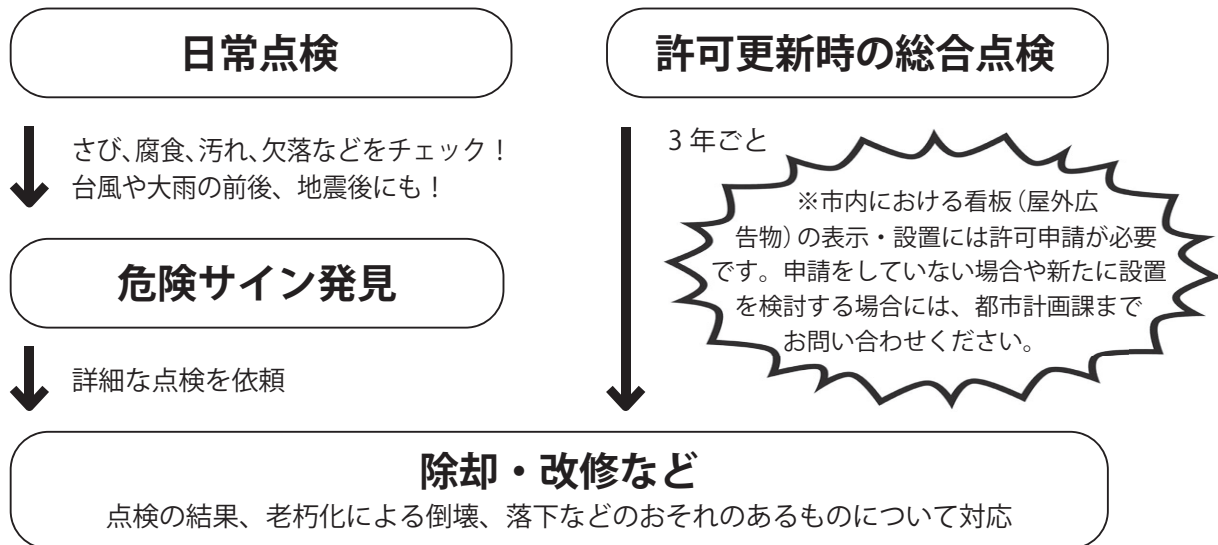 日常点検
さび、腐食、汚れ、欠落などをチェック！
台風や大雨の前後、地震後にも！
危険サイン発見
詳細な点検を依頼
許可更新時の総合点検
3 年ごと
※市内における看板（屋外広
告物）の表示・設置には許可申請が必要
です。申請をしていない場合や新たに設置
を検討する場合には、都市計画課まで
お問い合わせください。
除却・改修など
点検の結果、老朽化による倒壊、落下などのおそれのあるものについて対応